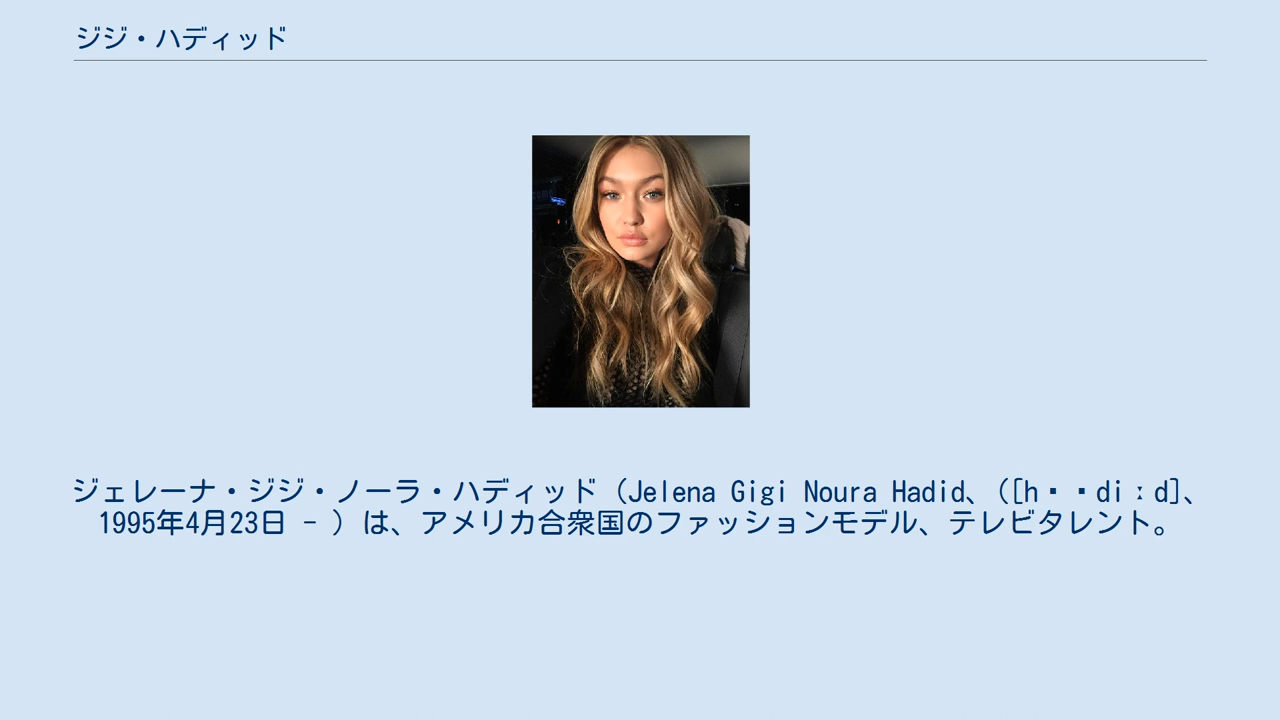 ジジ・ハディッド
ジェレーナ・ジジ・ノーラ・ハディッド（Jelena Gigi Noura Hadid、([h··diːd]、
1995年4月23日 - ）は、アメリカ合衆国のファッションモデル、テレビタレント。